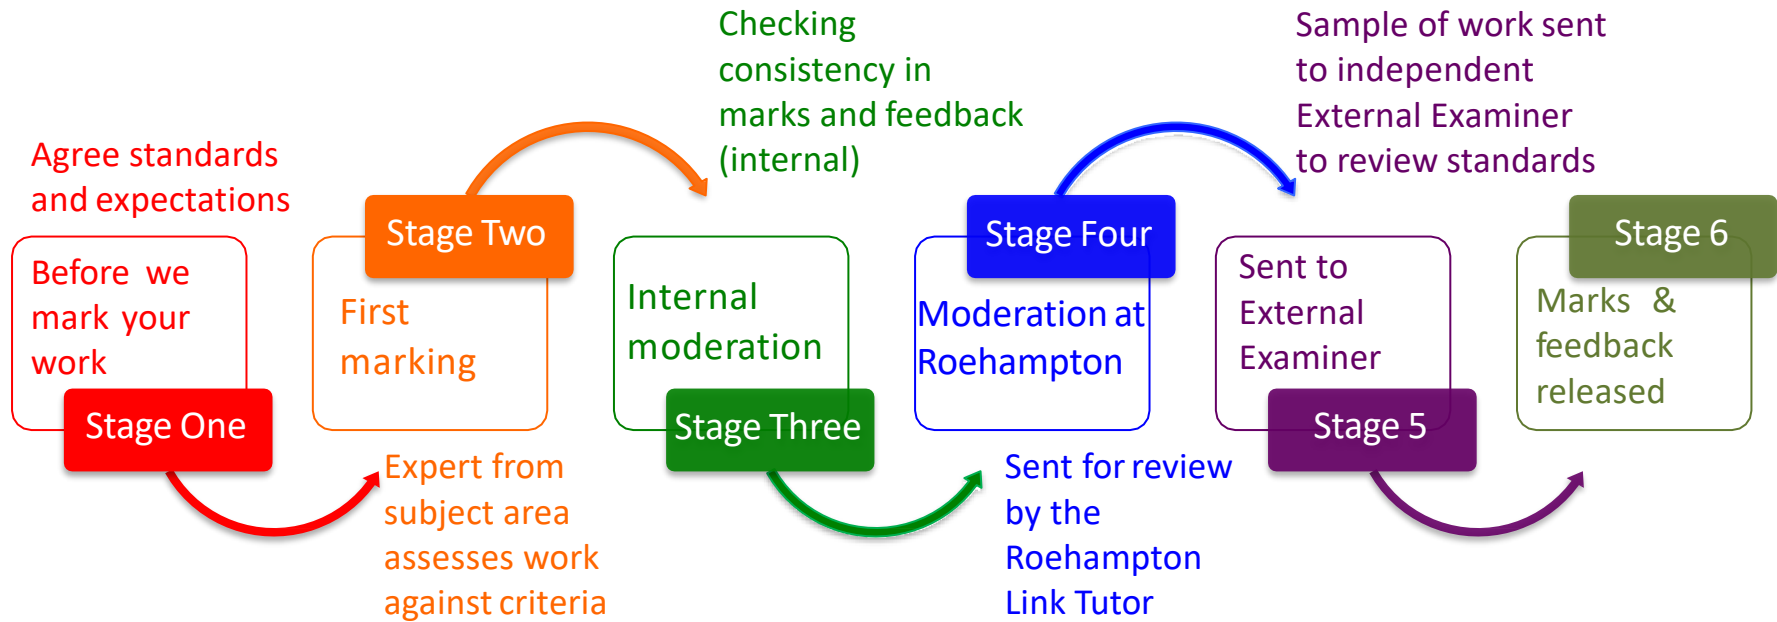 Agree standards
and expectations
Before we
mark your
work
Stage One
Stage Two
First
marking
Expert from
subject area
assesses work
against criteria
Checking
consistency in
marks and feedback
(internal)
Internal
moderation
Stage Three
Stage Four
Moderation at
Roehampton
Sent for review
by the
Roehampton
Link Tutor
Sample of work sent
to independent
External Examiner
to review standards
Sent to
External
Examiner
Stage 5
Stage 6
Marks &
feedback
released